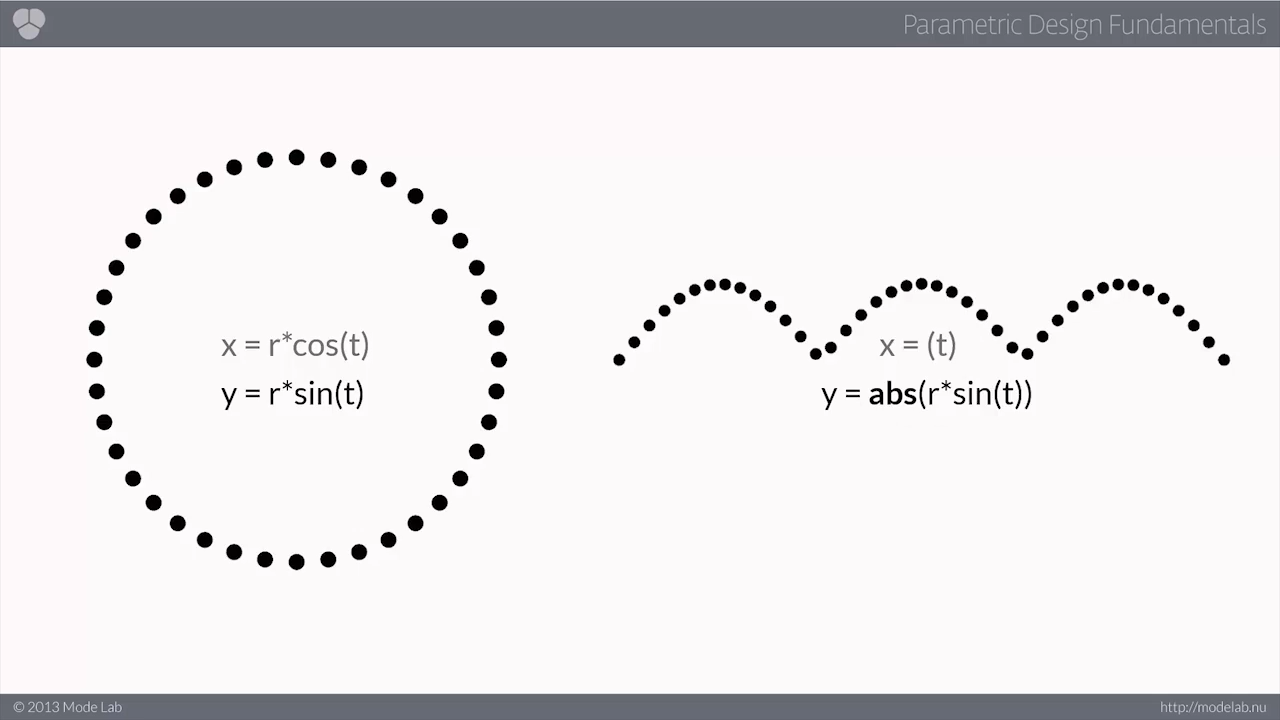 Parametric Design Fundamentals
x = r*cos(t)
y = r*sin(t)
x = (t)
y = abs(r*sin(t))
© 2013 Mode Lab
http://modelab.nu